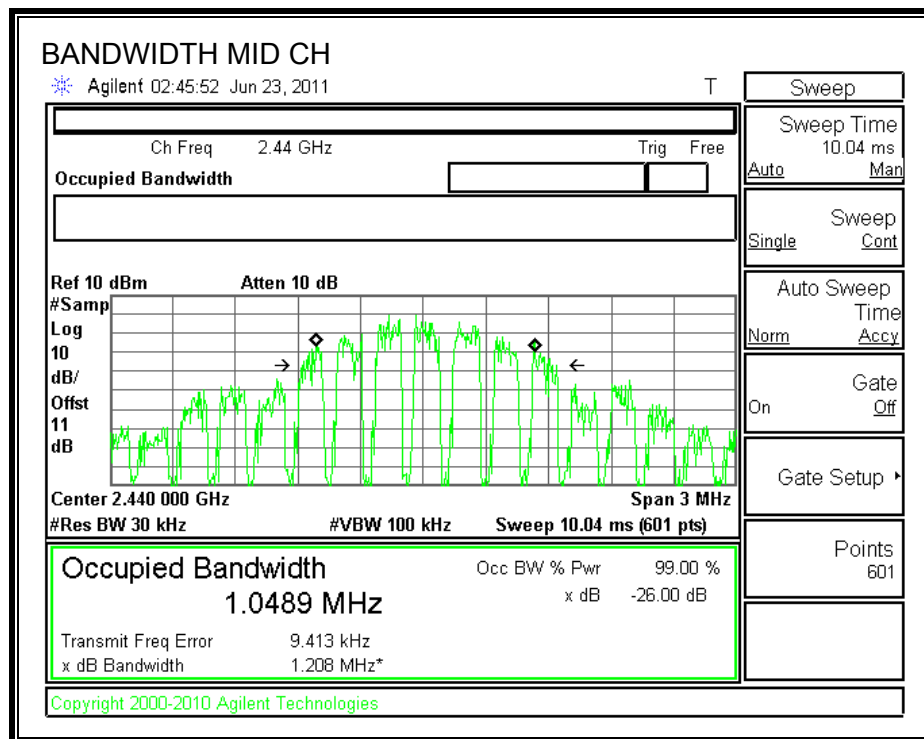 BANDWIDTH MID CH
Agilent 02:45:52 Jun 23, 2011 T
Ch Freq 2.44 GHz Trig Free
Occupied Bandwidth
Ref 10 dBm Atten 10 dB
#Samp
Log
10
dB/
Offst
11
dB
Center 2.440 000 GHz Span 3 MHz
#Res BW 30 kHz #VBW 100 kHz Sweep 10.04 ms (601 pts)
Occupied Bandwidth
1.0489 MHz
Occ BW % Pwr 99.00 %
x dB -26.00 dB
Transmit Freq Error 9.413 kHz
x dB Bandwidth 1.208 MHz*
Copyright 2000-2010 Agilent Technologies
Sweep
Sweep Time
10.04 ms
Auto Man
Sweep
Single Cont
Auto Sweep
Time
Norm Accy
Gate
On Off
Gate Setup
Points
601